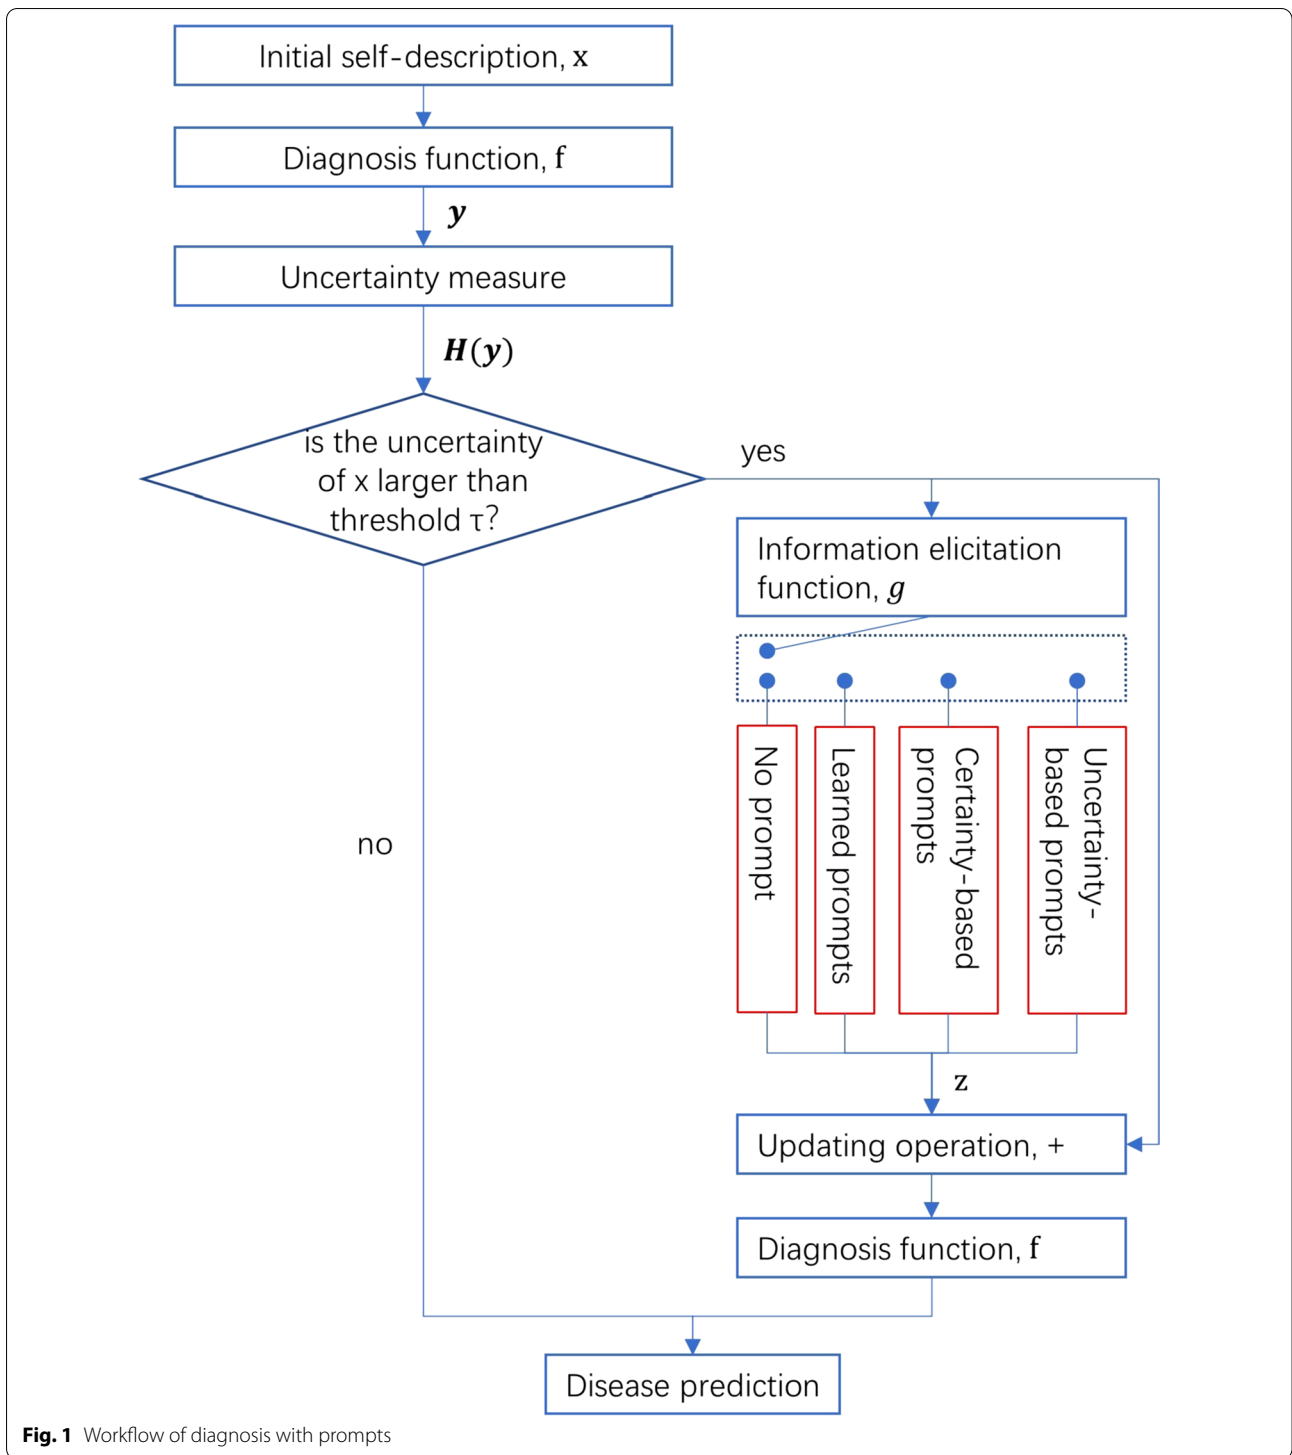 Initial self-description, x
Diagnosis function, f
y
Uncertainty measure
H(y)
is the uncertainty
of x larger than
threshold τ?
yes
Information elicitation
function, g
No prompt
Learned prompts
Certainty-based
prompts
Uncertainty-
based prompts
no
z
Updating operation, +
Diagnosis function, f
Disease prediction
Fig. 1 Workflow of diagnosis with prompts